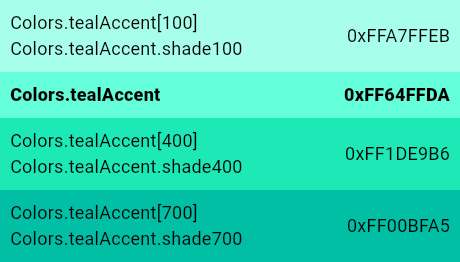 Colors.tealAccent[100]
Colors.tealAccent.shade100
0xFFA7FFEB
Colors.tealAccent
0xFF64FFDA
Colors.tealAccent[400]
Colors.tealAccent.shade400
0xFF1DE9B6
Colors.tealAccent[700]
Colors.tealAccent.shade700
0xFF00BFA5